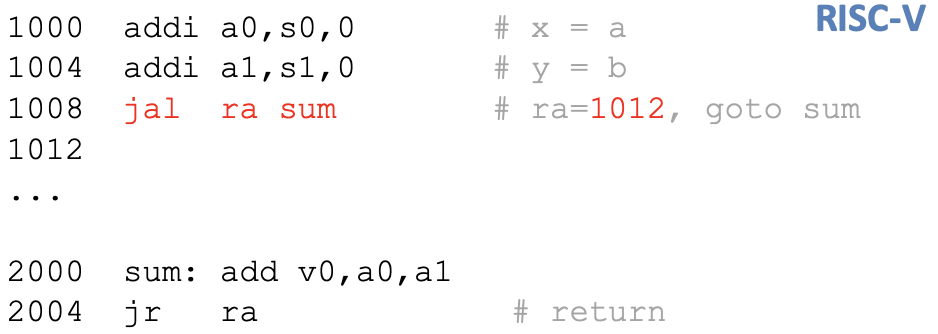 RISC-V
1000 addi a0,s0,0 # x = a
1004 addi a1,s1,0 # y = b
1008 jal ra sum # ra=1012, goto sum
1012
...
2000 sum: add v0,a0,a1
2004 jr ra # return